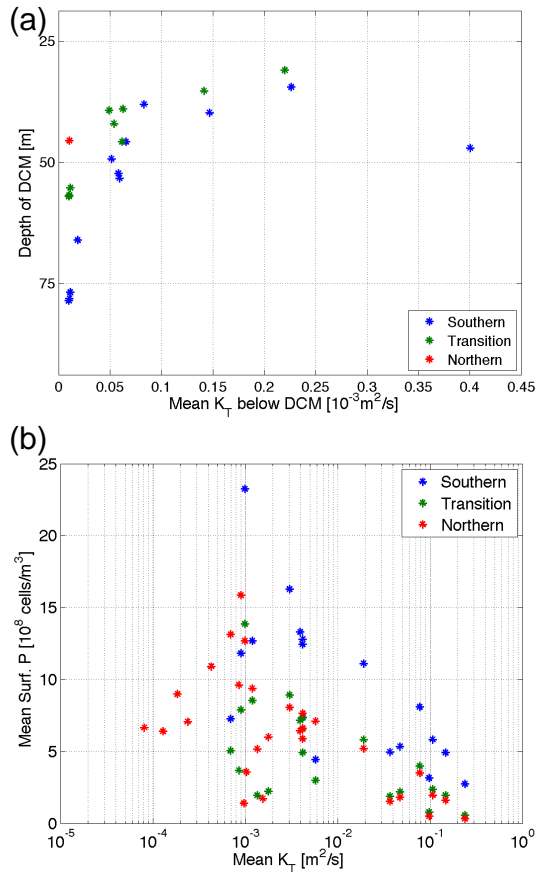 (a)
25
50
75
Depth of DCM [m]
0 0.05 0.1 0.15 0.2 0.25 0.3 0.35 0.4 0.45
Mean K_T below DCM [10^-3 m^2/s]
Southern
Transition
Northern
(b)
25
20
15
10
5
0
Mean Surf. P [10^8 cells/m^3]
10^-5 10^-4 10^-3 10^-2 10^-1 10^0
Mean K_T [m^2/s]
Southern
Transition
Northern